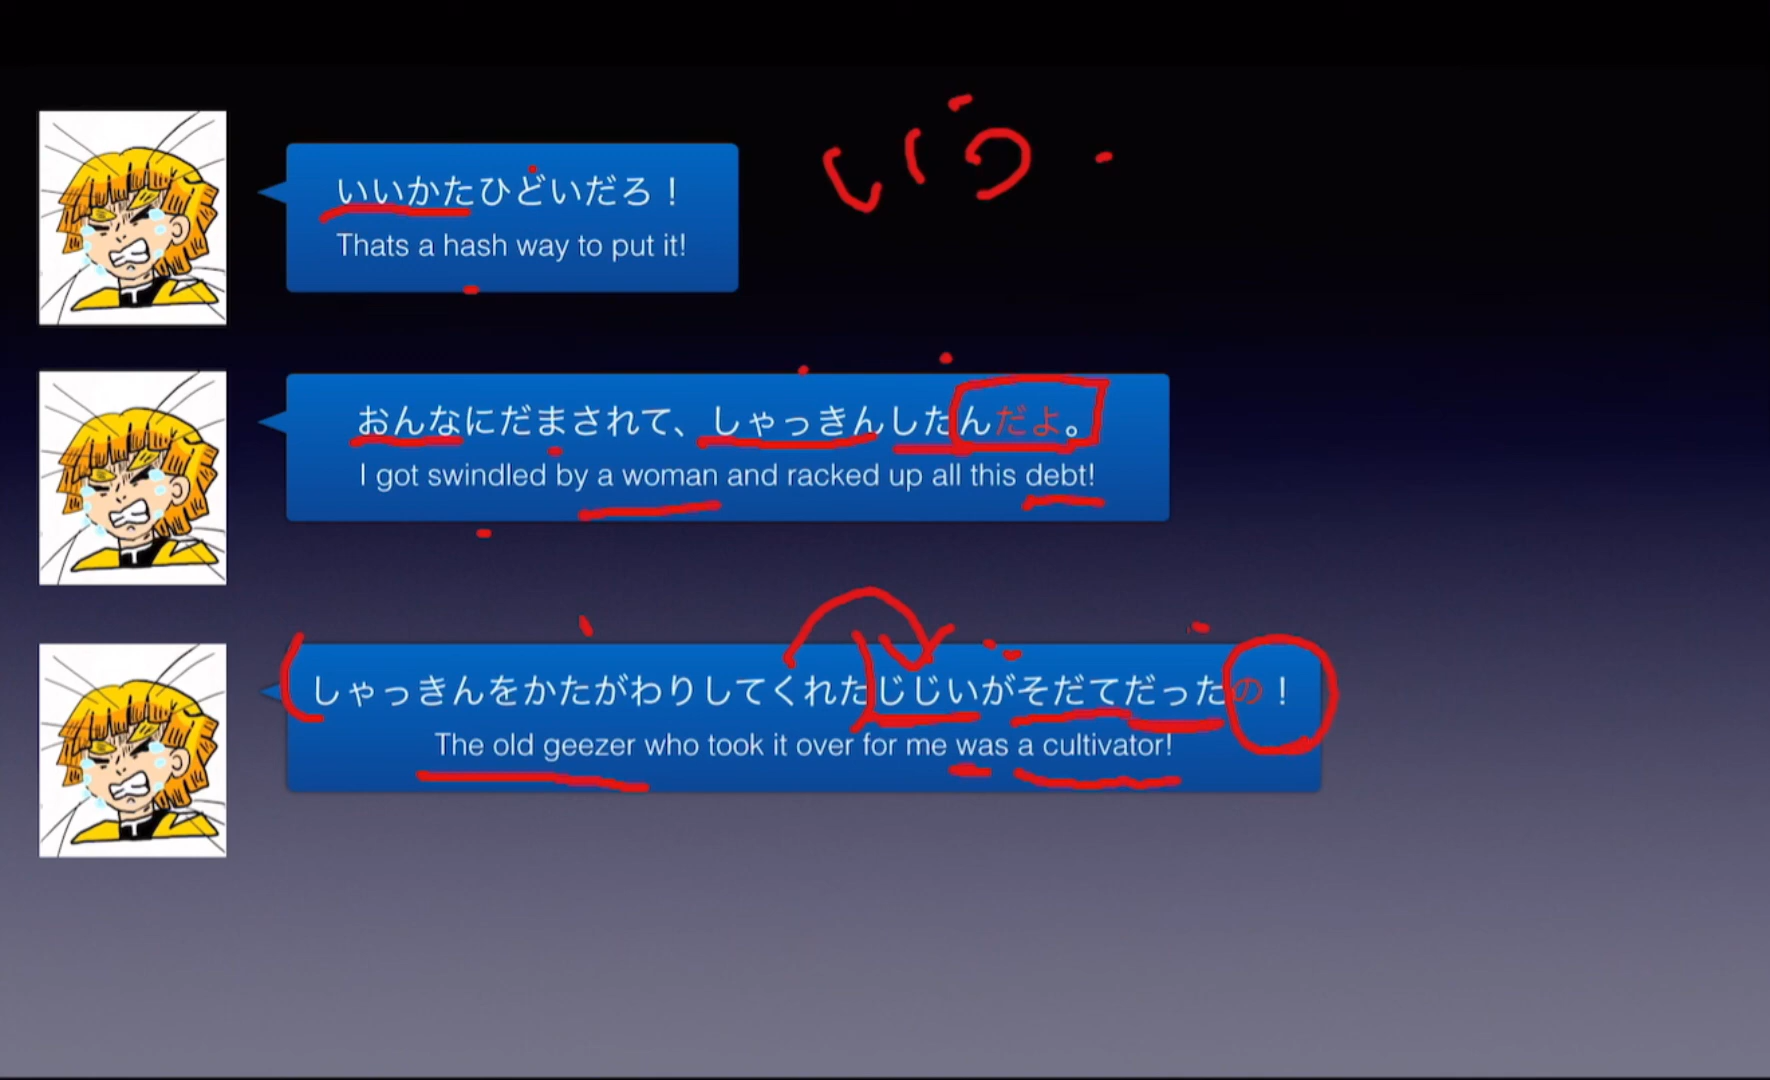 いう
いいかたひどいだろ！
Thats a hash way to put it!
おんなにだまされて、しゃっきんしたんだよ。
I got swindled by a woman and racked up all this debt!
しゃっきんをかたがわりしてくれたじじいがそだてだったの！
The old geezer who took it over for me was a cultivator!